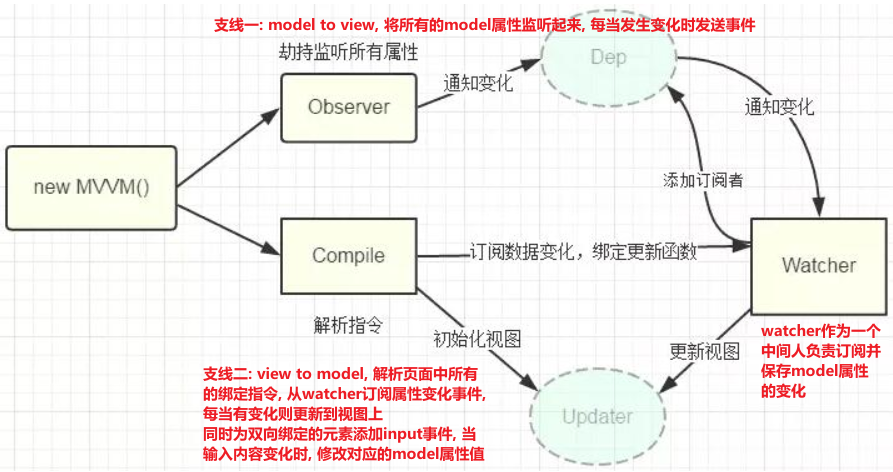 支线一: model to view, 将所有的model属性监听起来, 每当发生变化时发送事件
劫持监听所有属性
Dep
Observer
通知变化
通知变化
new MVVM()
添加订阅者
Compile
订阅数据变化，绑定更新函数
Watcher
解析指令
初始化视图
更新视图
watcher作为一个
中间人负责订阅并
保存model属性
的变化
支线二: view to model, 解析页面中所有
的绑定指令, 从watcher订阅属性变化事件,
每当有变化则更新到视图上
同时为双向绑定的元素添加input事件, 当
输入内容变化时, 修改对应的model属性值
Updater